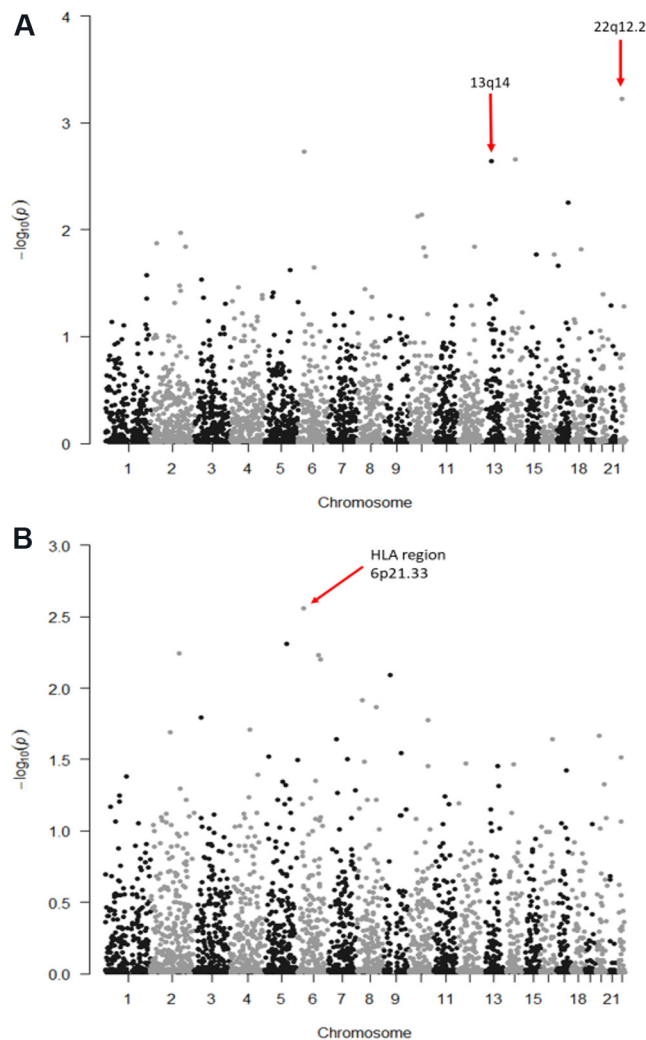 A
22q12.2
13q14
4
3
2
1
0
−log10(p)
1 2 3 4 5 6 7 8 9 11 13 15 18 21
Chromosome
B
HLA region
6p21.33
3.0
2.5
2.0
1.5
1.0
0.5
0.0
−log10(p)
1 2 3 4 5 6 7 8 9 11 13 15 18 21
Chromosome